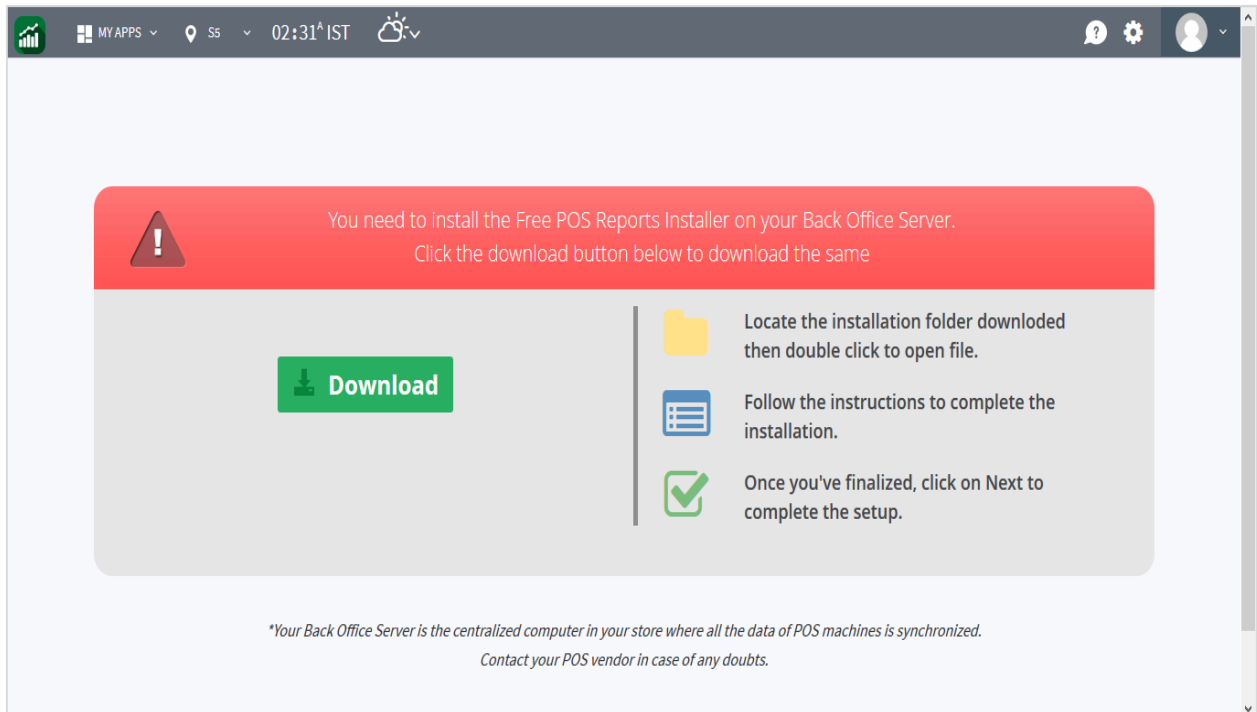 MY APPS S5 02:31A IST
You need to install the Free POS Reports Installer on your Back Office Server.
Click the download button below to download the same
Download
Locate the installation folder downloded
then double click to open file.
Follow the instructions to complete the
installation.
Once you've finalized, click on Next to
complete the setup.
*Your Back Office Server is the centralized computer in your store where all the data of POS machines is synchronized.
Contact your POS vendor in case of any doubts.